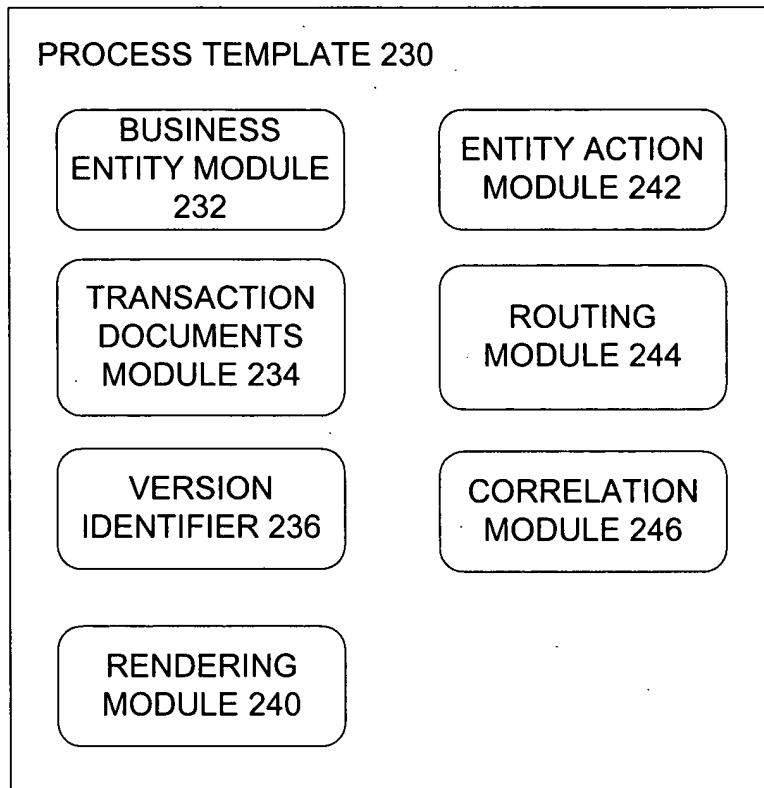 PROCESS TEMPLATE 230
BUSINESS
ENTITY MODULE
232
ENTITY ACTION
MODULE 242
TRANSACTION
DOCUMENTS
MODULE 234
ROUTING
MODULE 244
VERSION
IDENTIFIER 236
CORRELATION
MODULE 246
RENDERING
MODULE 240